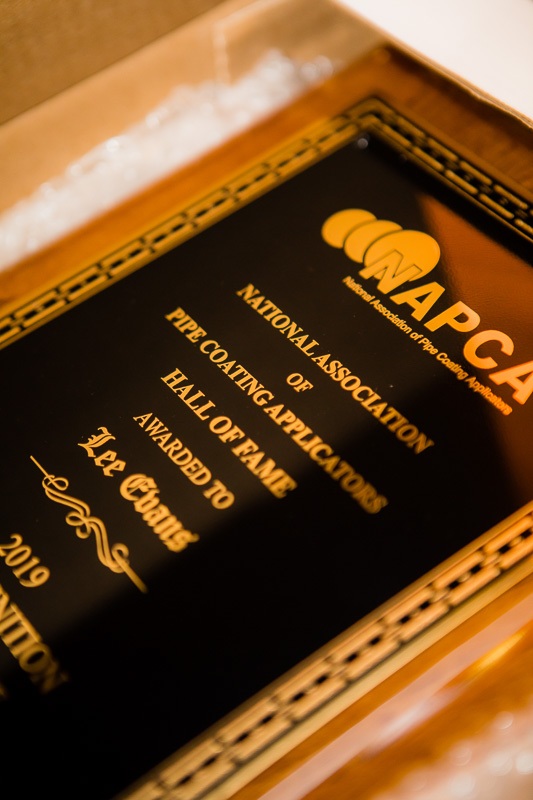 NAPCA
National Association of Pipe Coating Applicators
NATIONAL ASSOCIATION
OF
PIPE COATING APPLICATORS
HALL OF FAME
AWARDED TO
Lee Evans
2019